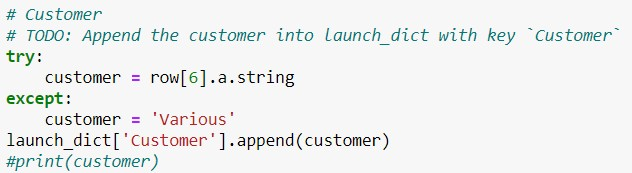 # Customer
# TODO: Append the customer into launch_dict with key `Customer`
try:
    customer = row[6].a.string
except:
    customer = 'Various'
launch_dict['Customer'].append(customer)
#print(customer)